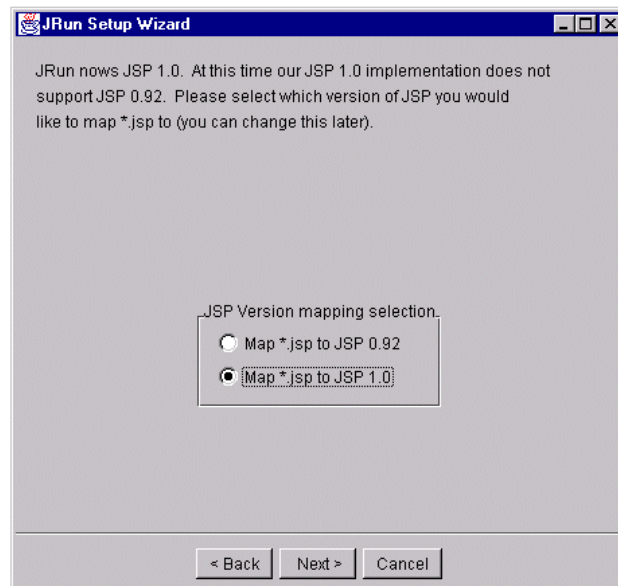 JRun Setup Wizard
JRun nows JSP 1.0. At this time our JSP 1.0 implementation does not
support JSP 0.92. Please select which version of JSP you would
like to map *.jsp to (you can change this later).
JSP Version mapping selection
Map *.jsp to JSP 0.92
Map *.jsp to JSP 1.0
< Back Next > Cancel